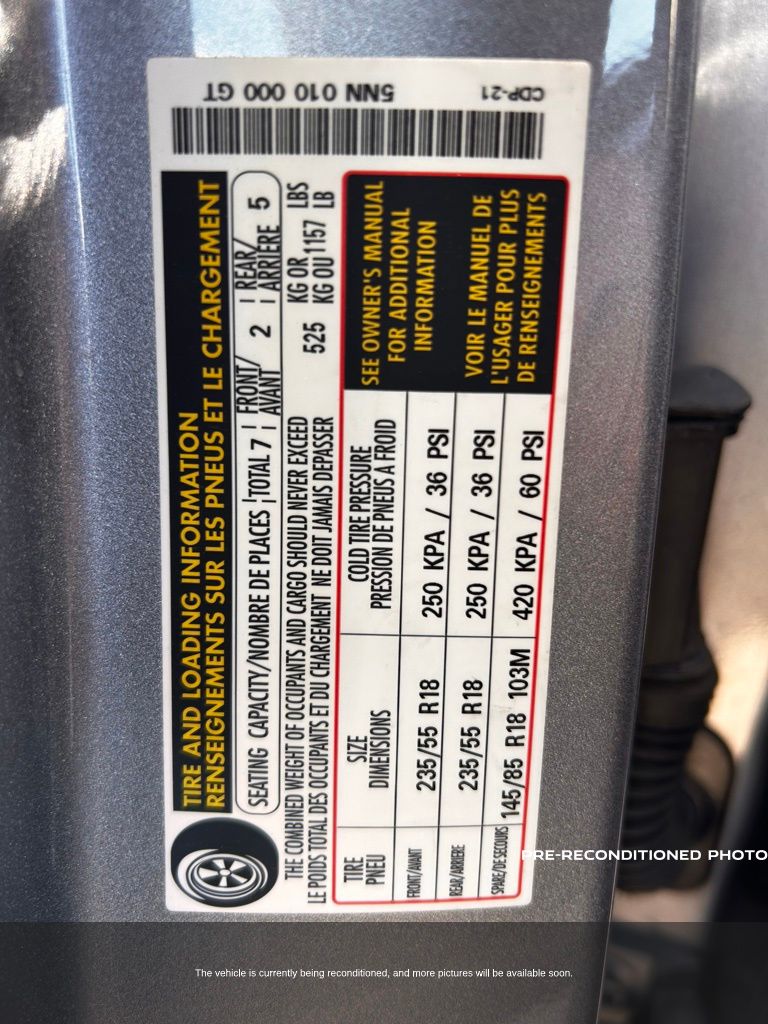 5NN 010 000 GT
CDP-21
TIRE AND LOADING INFORMATION
RENSEIGNEMENTS SUR LES PNEUS ET LE CHARGEMENT
SEATING CAPACITY/NOMBRE DE PLACES | TOTAL 7 | FRONT/AVANT 2 | REAR/ARRIÈRE 5
THE COMBINED WEIGHT OF OCCUPANTS AND CARGO SHOULD NEVER EXCEED 525 KG OR 1157 LBS
LE POIDS TOTAL DES OCCUPANTS ET DU CHARGEMENT NE DOIT JAMAIS DEPASSER KG OU LB
TIRE
PNEU
SIZE
DIMENSIONS
COLD TIRE PRESSURE
PRESSION DE PNEUS À FROID
FRONT/AVANT 235/55 R18 250 KPA / 36 PSI
REAR/ARRIERE 235/55 R18 250 KPA / 36 PSI
SPARE/DE SECOURS 145/85 R18 103M 420 KPA / 60 PSI
SEE OWNER'S MANUAL
FOR ADDITIONAL
INFORMATION
VOIR LE MANUEL DE
L'USAGER POUR PLUS
DE RENSEIGNEMENTS
PRE-RECONDITIONED PHOTO
The vehicle is currently being reconditioned, and more pictures will be available soon.